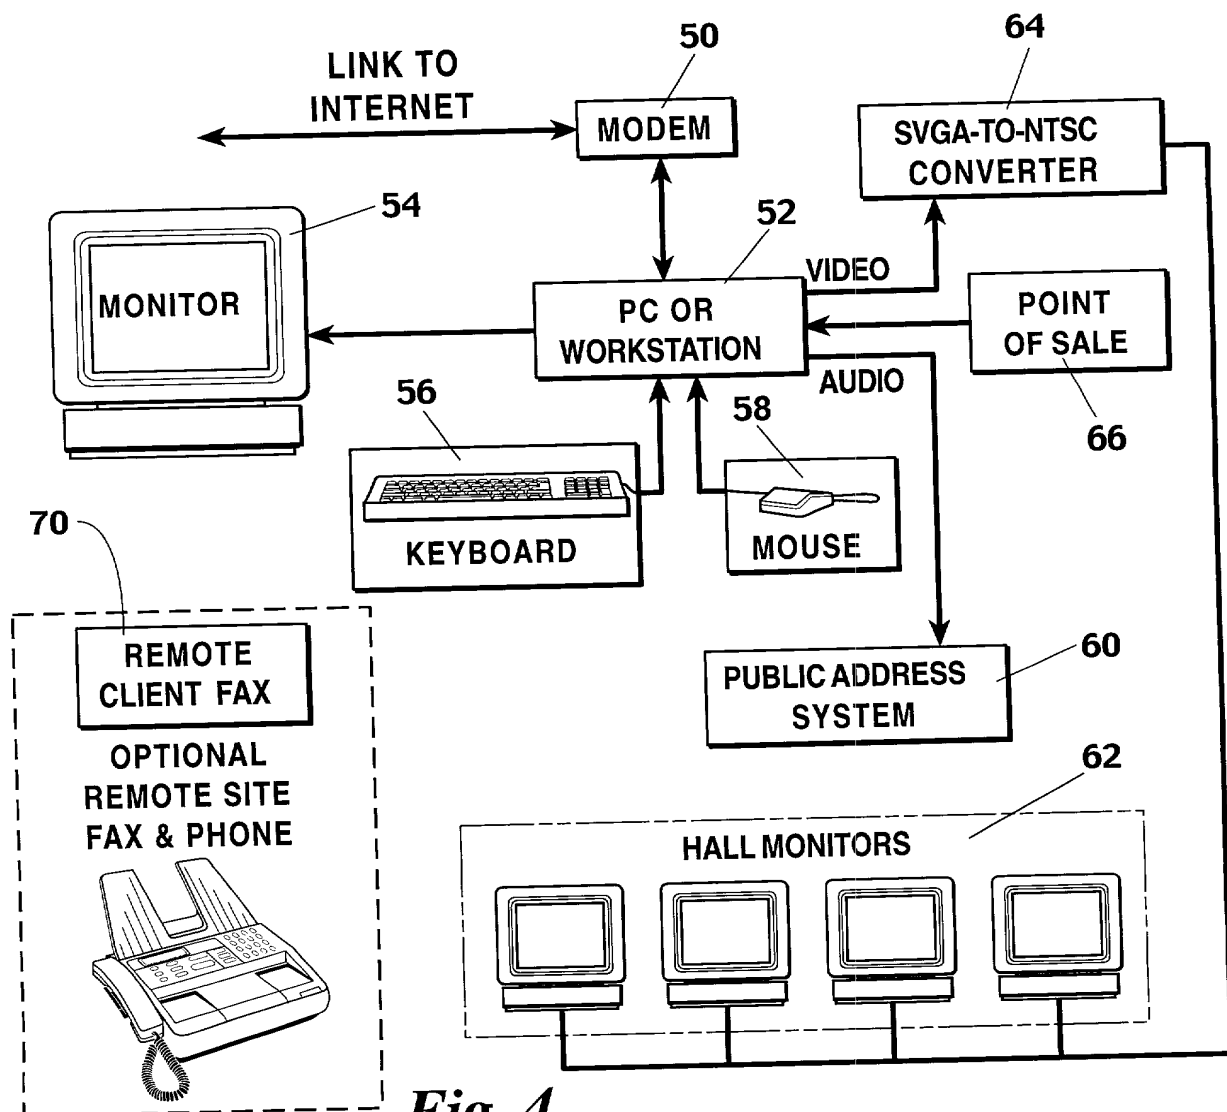 50
64
LINK TO
INTERNET
MODEM
SVGA-TO-NTSC
CONVERTER
54
52
VIDEO
MONITOR
PC OR
WORKSTATION
POINT
OF SALE
AUDIO
56
58
66
KEYBOARD
MOUSE
70
REMOTE
CLIENT FAX
60
PUBLIC ADDRESS
SYSTEM
OPTIONAL
REMOTE SITE
FAX & PHONE
62
HALL MONITORS
Fig. 4